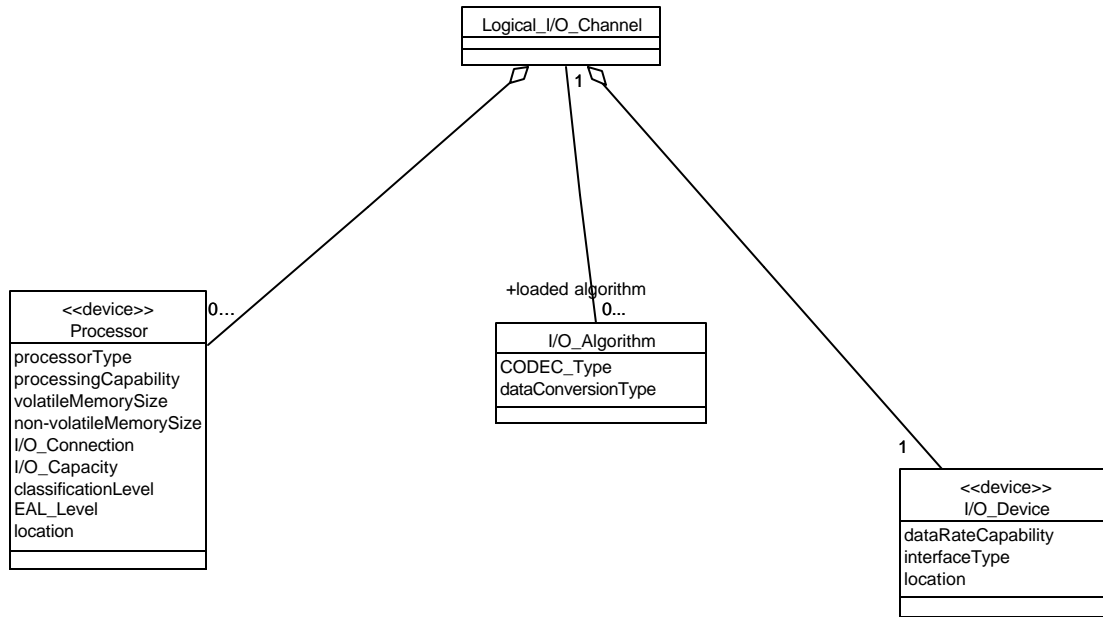 Logical_I/O_Channel
1
+loaded algorithm
0...
0...
<<device>>
Processor
processorType
processingCapability
volatileMemorySize
non-volatileMemorySize
I/O_Connection
I/O_Capacity
classificationLevel
EAL_Level
location
I/O_Algorithm
CODEC_Type
dataConversionType
1
<<device>>
I/O_Device
dataRateCapability
interfaceType
location